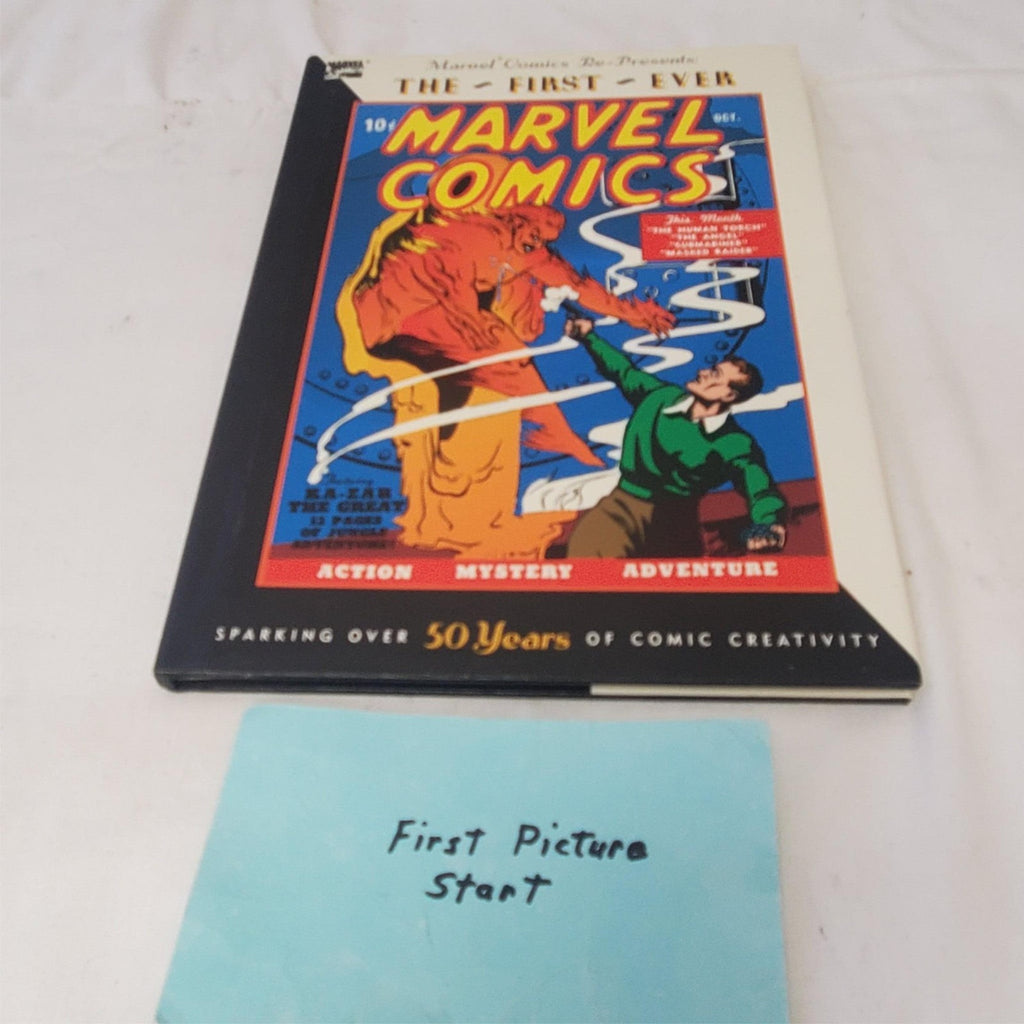 MARVEL
Marvel Comics Re-Presents:
THE ~ FIRST ~ EVER
10¢ MARVEL OCT.
COMICS
This Month
"THE HUMAN TORCH"
"THE ANGEL"
"SUBMARINER"
"MASKED RAIDER"
Featuring
KA-ZAR
THE GREAT
12 PAGES
OF JUNGLE
ADVENTURE!
ACTION MYSTERY ADVENTURE
SPARKING OVER 50 Years OF COMIC CREATIVITY
First Picture
Start